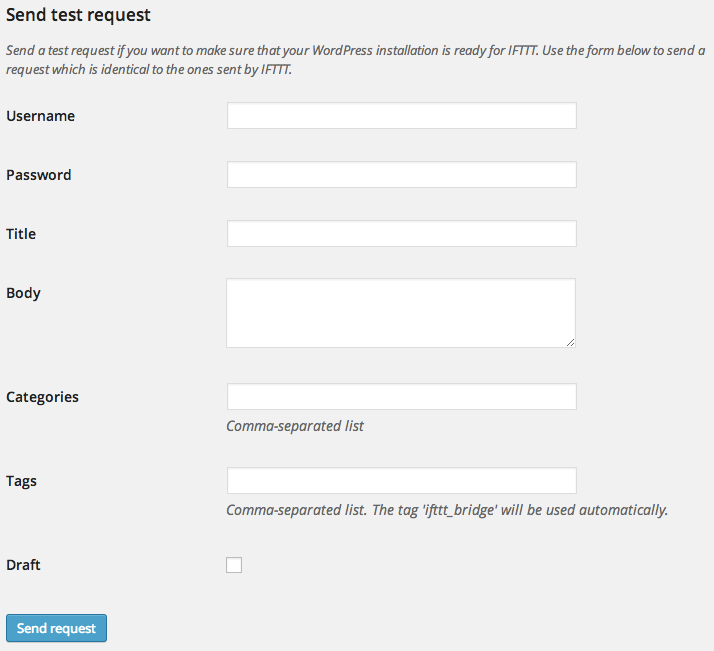 Send test request
Send a test request if you want to make sure that your WordPress installation is ready for IFTTT. Use the form below to send a
request which is identical to the ones sent by IFTTT.
Username
Password
Title
Body
Categories
Comma-separated list
Tags
Comma-separated list. The tag 'ifttt_bridge' will be used automatically.
Draft
Send request